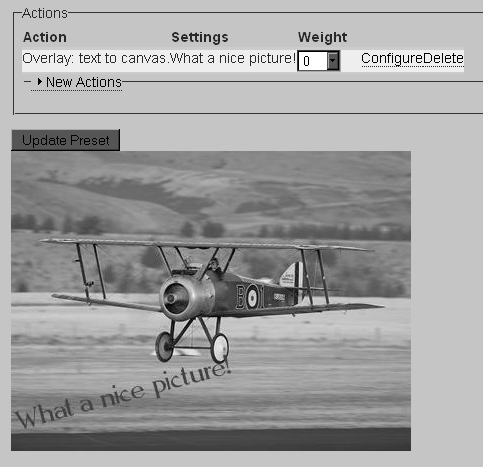 Actions
Action Settings Weight
Overlay: text to canvas. What a nice picture! 0 Configure Delete
New Actions
Update Preset
B 1
What a nice picture!